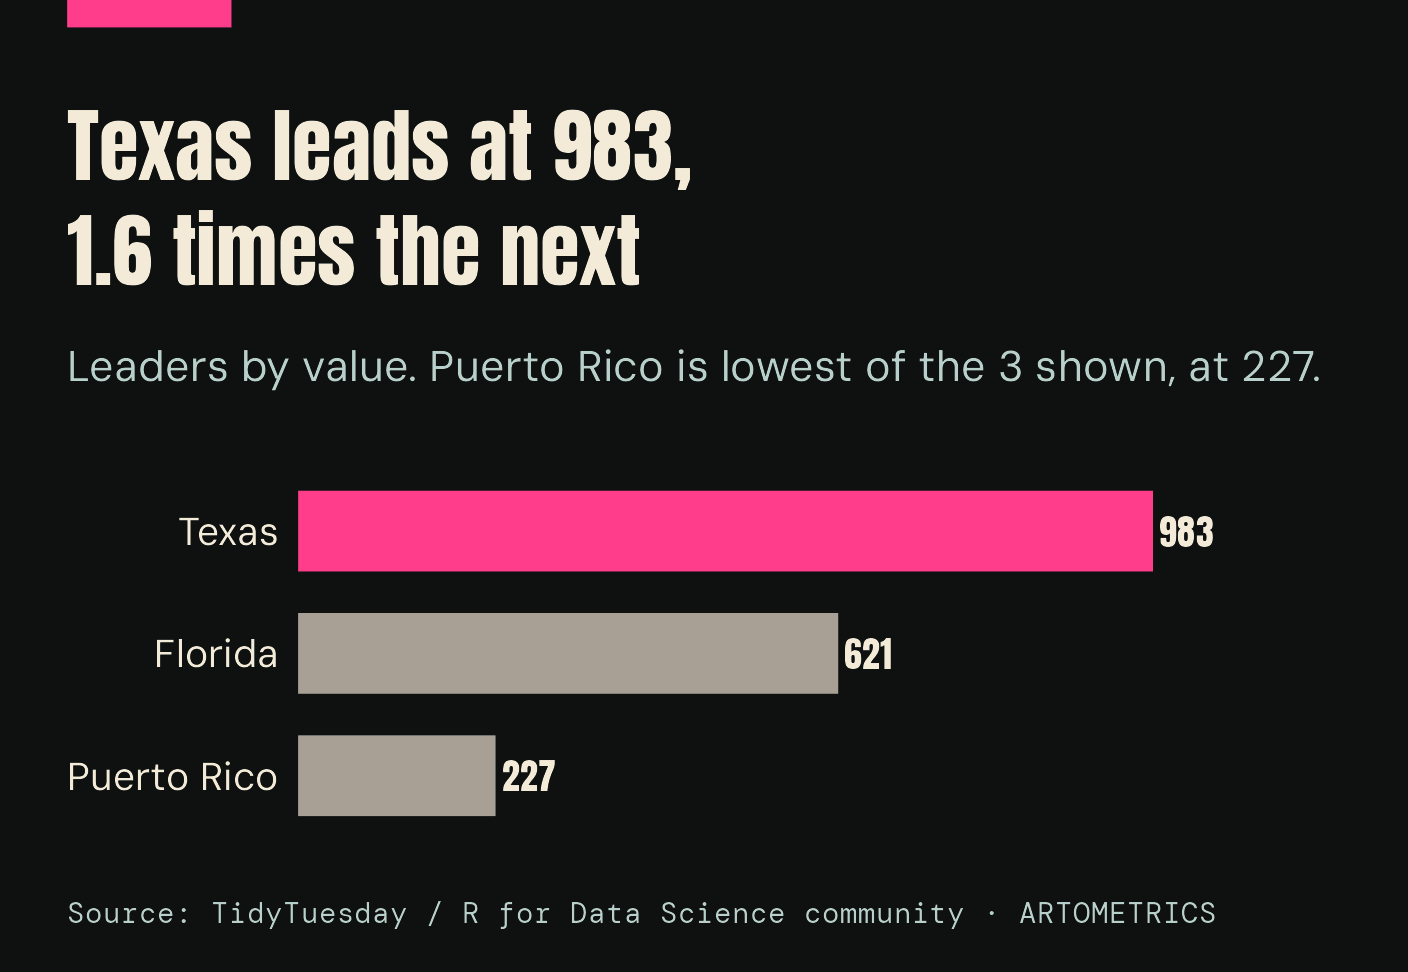 Texas leads at 983,
1.6 times the next
Leaders by value. Puerto Rico is lowest of the 3 shown, at 227.
Texas 983
Florida 621
Puerto Rico 227
Source: TidyTuesday / R for Data Science community · ARTOMETRICS